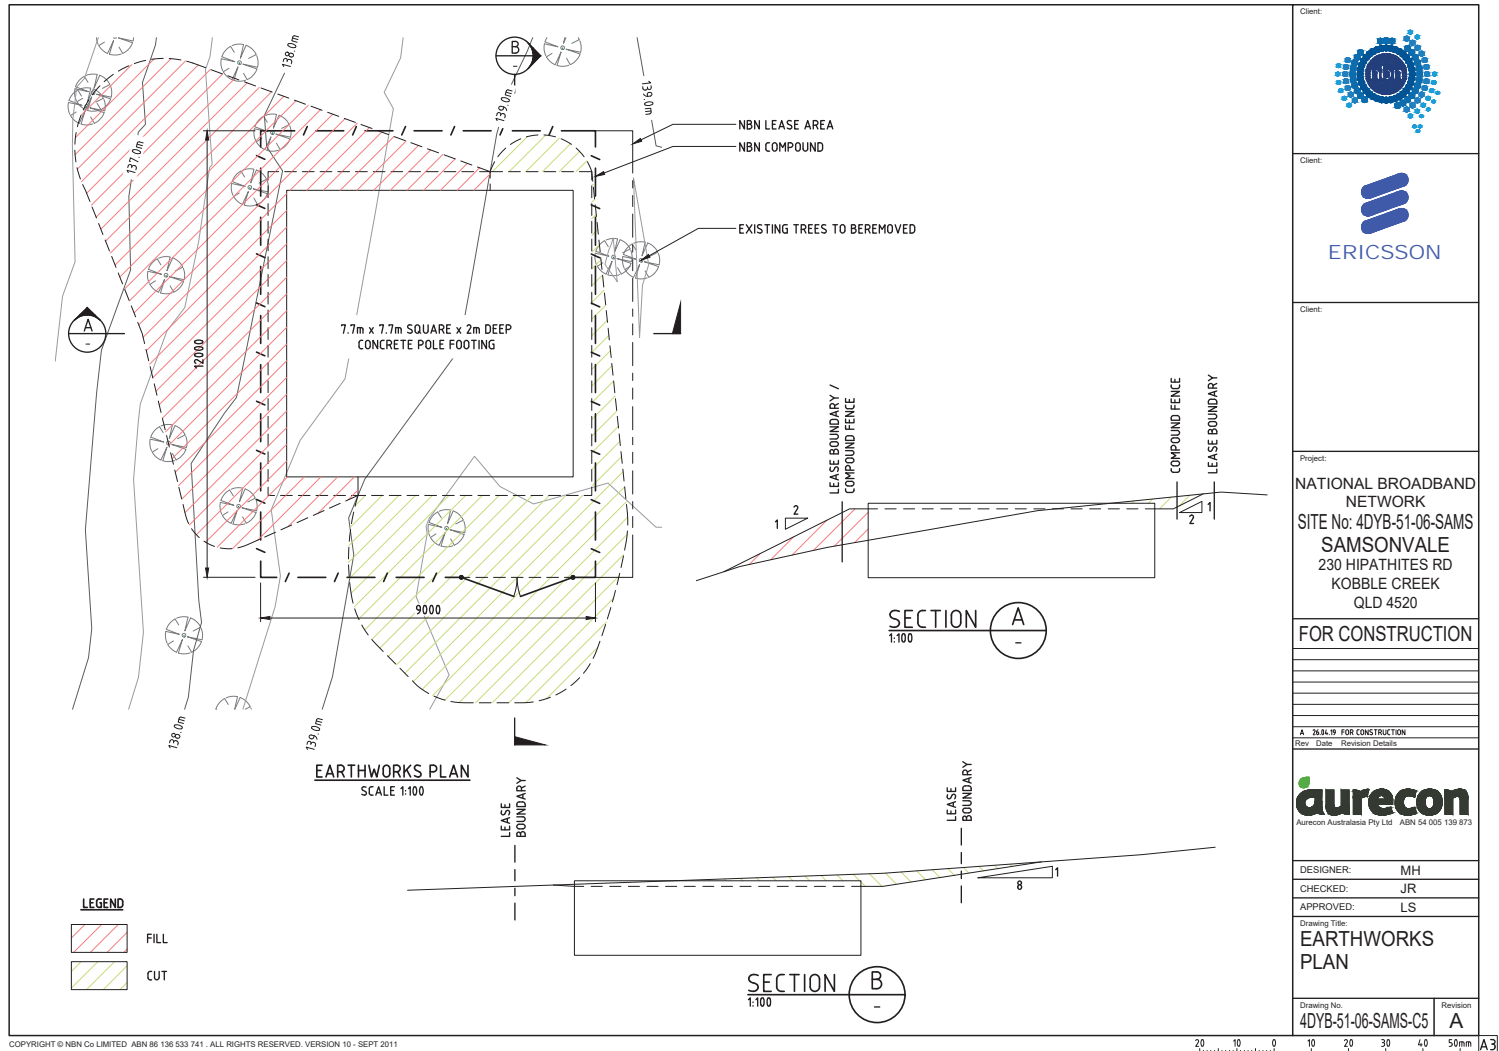 138.0m
B
-
139.0m
139.0m
137.0m
NBN LEASE AREA
NBN COMPOUND
EXISTING TREES TO BEREMOVED
A
-
12000
7.7m x 7.7m SQUARE x 2m DEEP
CONCRETE POLE FOOTING
9000
138.0m
139.0m
EARTHWORKS PLAN
SCALE 1:100
LEASE BOUNDARY /
COMPOUND FENCE
COMPOUND FENCE
LEASE BOUNDARY
2
1
1
2
SECTION
1:100
A
-
LEASE
BOUNDARY
LEASE
BOUNDARY
1
8
SECTION
1:100
B
-
LEGEND
FILL
CUT
Client:
nbn
Client:
ERICSSON
Client:
Project:
NATIONAL BROADBAND
NETWORK
SITE No: 4DYB-51-06-SAMS
SAMSONVALE
230 HIPATHITES RD
KOBBLE CREEK
QLD 4520
FOR CONSTRUCTION
A 26.04.19 FOR CONSTRUCTION
Rev Date Revision Details
aurecon
Aurecon Australasia Pty Ltd ABN 54 005 139 873
DESIGNER: MH
CHECKED: JR
APPROVED: LS
Drawing Title:
EARTHWORKS
PLAN
Drawing No. Revision
4DYB-51-06-SAMS-C5 A
COPYRIGHT © NBN Co LIMITED ABN 86 136 533 741 . ALL RIGHTS RESERVED. VERSION 10 - SEPT 2011
20 10 0 10 20 30 40 50mm A3